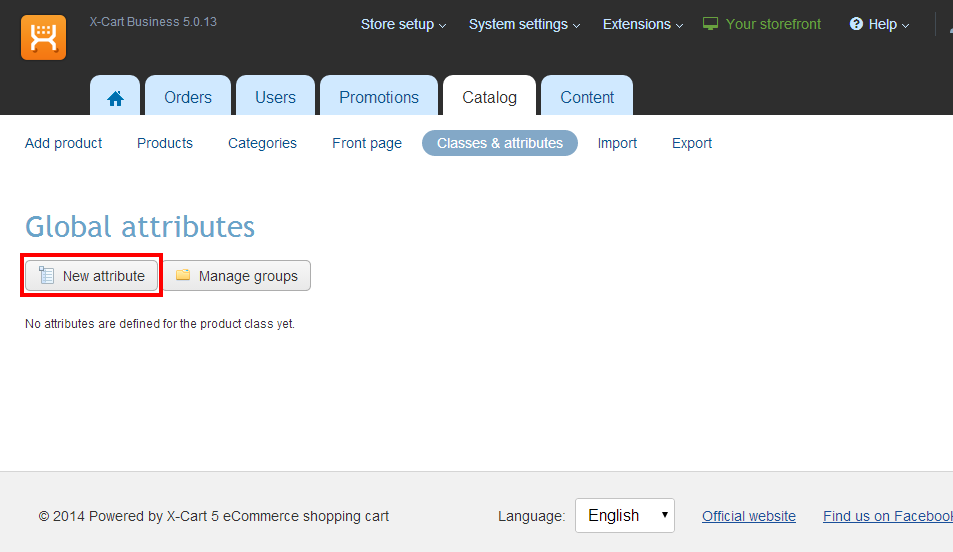 X-Cart Business 5.0.13
Store setup System settings Extensions Your storefront Help
Orders Users Promotions Catalog Content
Add product Products Categories Front page Classes & attributes Import Export
Global attributes
New attribute Manage groups
No attributes are defined for the product class yet.
© 2014 Powered by X-Cart 5 eCommerce shopping cart Language: English Official website Find us on Facebook